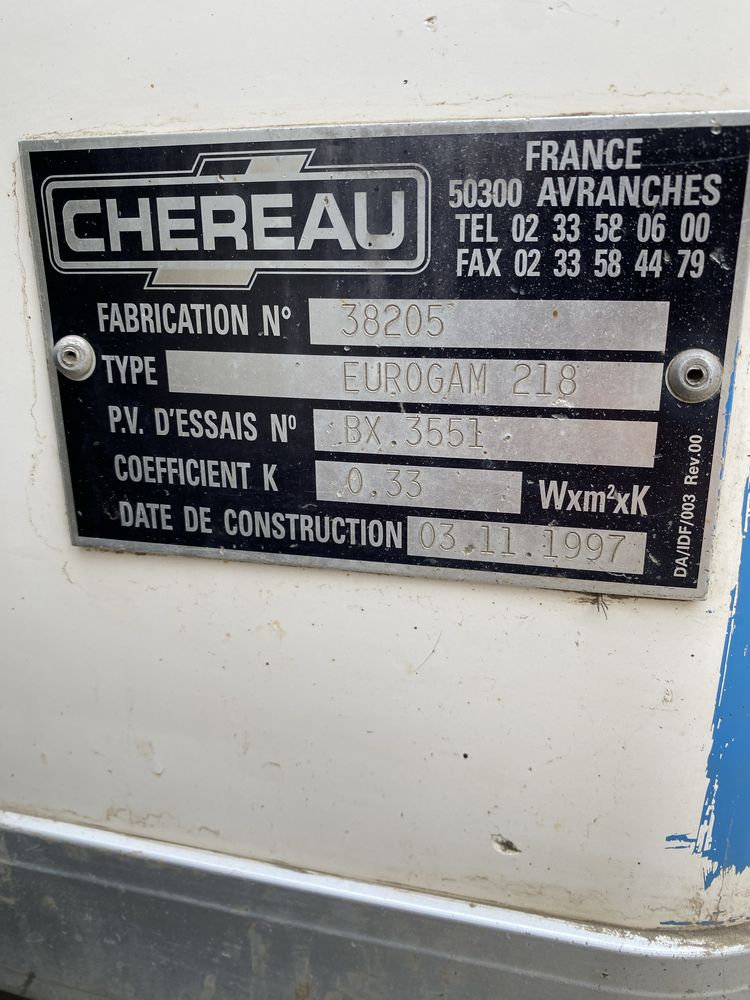 CHEREAU
FRANCE
50300 AVRANCHES
TEL 02 33 58 06 00
FAX 02 33 58 44 79
FABRICATION N° 38205
TYPE EUROGAM 218
P.V. D'ESSAIS N° BX.3551
COEFFICIENT K 0.33 Wxm²xK
DATE DE CONSTRUCTION 03.11.1997
DA/IDF/003 Rev.00